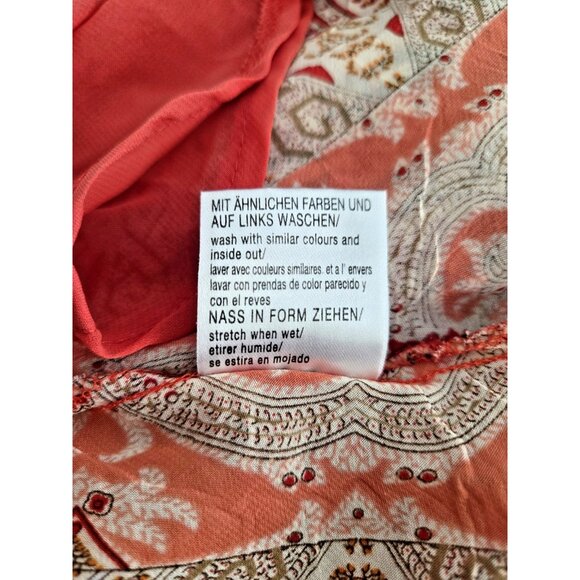 MIT ÄHNLICHEN FARBEN UND
AUF LINKS WASCHEN/
wash with similar colours and
inside out/
laver avec couleurs similaires. et a l' envers
lavar con prendas de color parecido y
con el reves
NASS IN FORM ZIEHEN/
stretch when wet/
etirer humide/
se estira en mojado